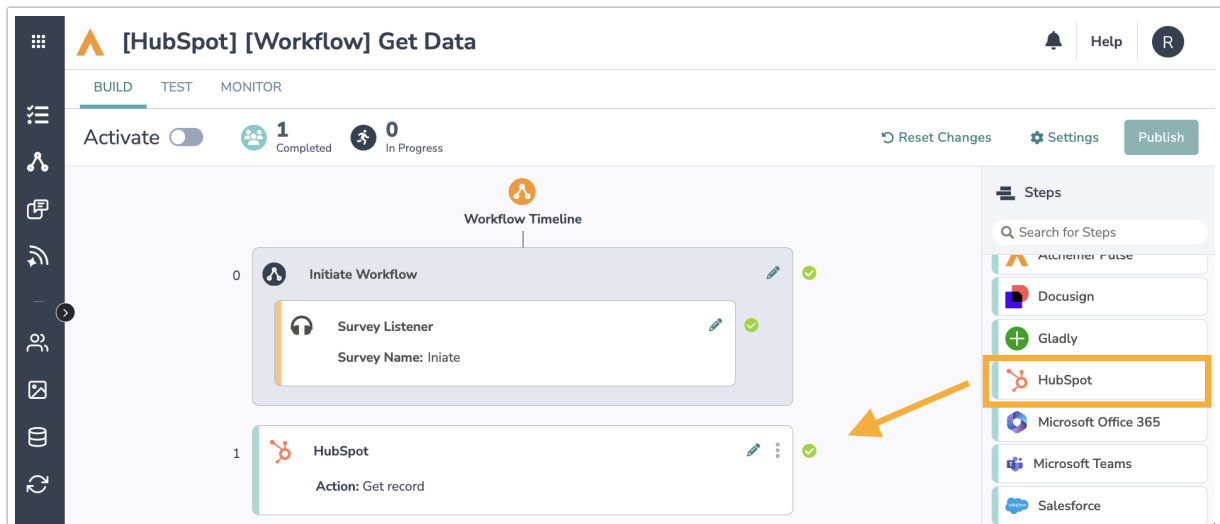 [HubSpot] [Workflow] Get Data
Help
R
BUILD TEST MONITOR
Activate
1
Completed
0
In Progress
Reset Changes
Settings
Publish
Workflow Timeline
0
Initiate Workflow
Survey Listener
Survey Name: Iniate
1
HubSpot
Action: Get record
Steps
Search for Steps
Alchemer Pulse
Docusign
Gladly
HubSpot
Microsoft Office 365
Microsoft Teams
Salesforce